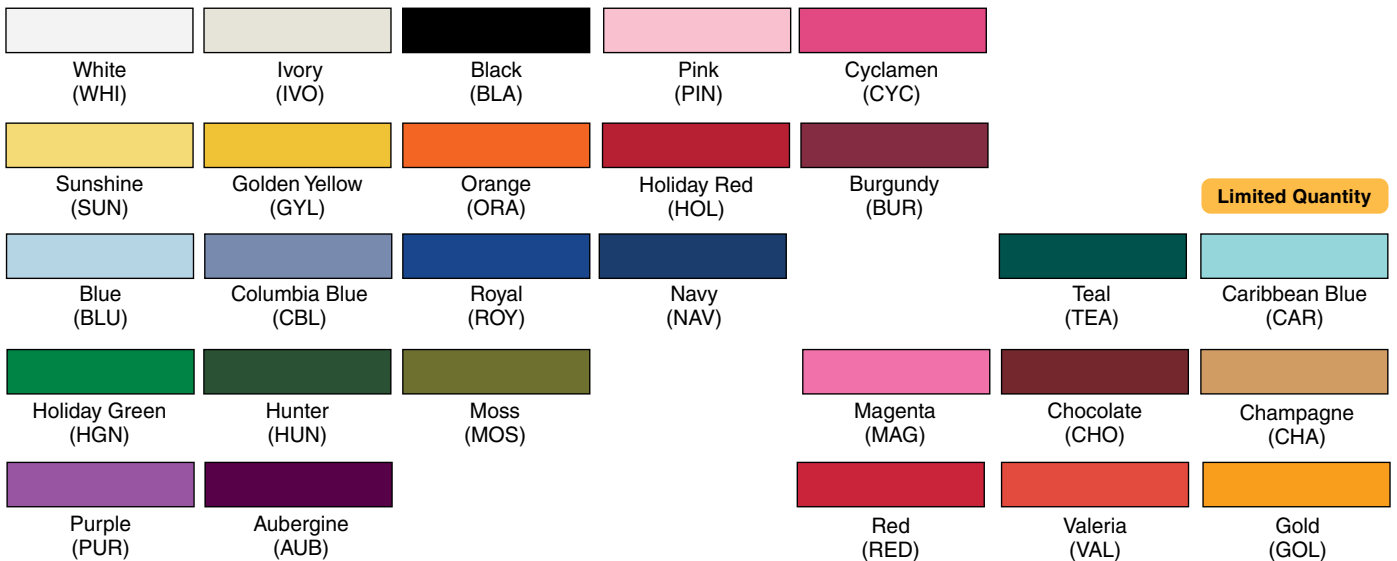 White Ivory Black Pink Cyclamen
(WHI) (IVO) (BLA) (PIN) (CYC)
Sunshine Golden Yellow Orange Holiday Red Burgundy
(SUN) (GYL) (ORA) (HOL) (BUR)
Limited Quantity
Blue Columbia Blue Royal Navy Teal Caribbean Blue
(BLU) (CBL) (ROY) (NAV) (TEA) (CAR)
Holiday Green Hunter Moss Magenta Chocolate Champagne
(HGN) (HUN) (MOS) (MAG) (CHO) (CHA)
Purple Aubergine Red Valeria Gold
(PUR) (AUB) (RED) (VAL) (GOL)